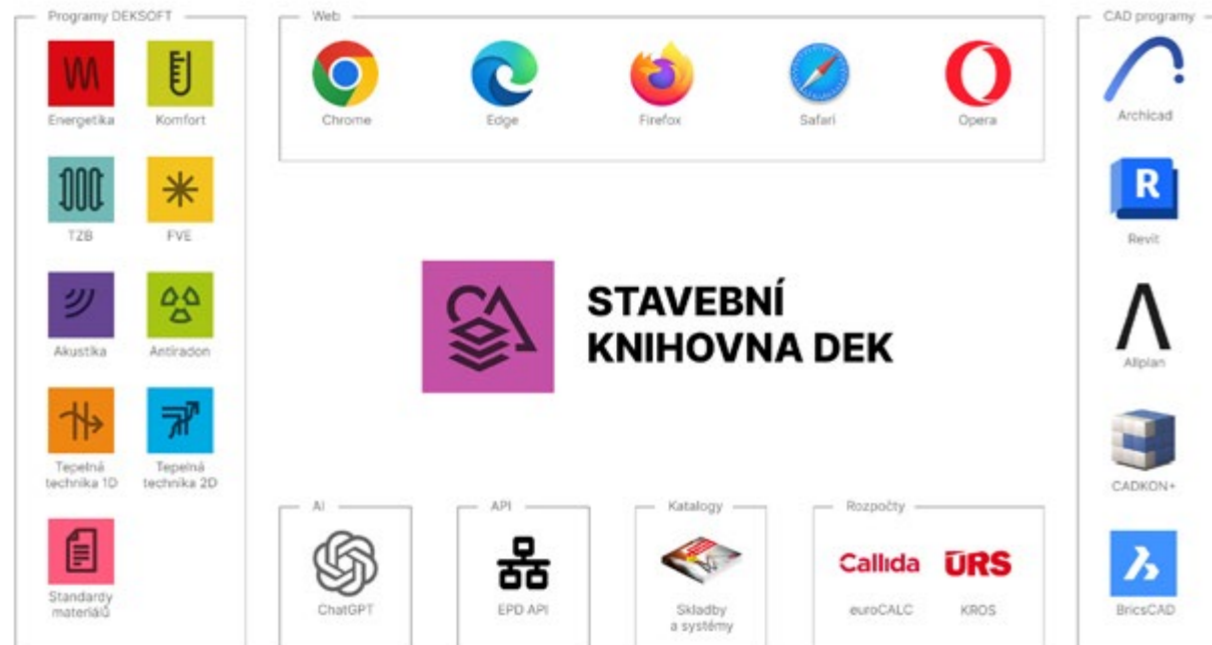 Programy DEKSOFT
Energetika
Komfort
TZB
FVE
Akustika
Antiradon
Tepelná
technika 1D
Tepelná
technika 2D
Standardy
materiálů
Web
Chrome
Edge
Firefox
Safari
Opera
STAVEBNÍ
KNIHOVNA DEK
AI
ChatGPT
API
EPD API
Katalogy
Skladby
a systémy
Rozpočty
Callida
euroCALC
ÚRS
KROS
CAD programy
Archicad
R
Revit
Allplan
CADKON+
BricsCAD